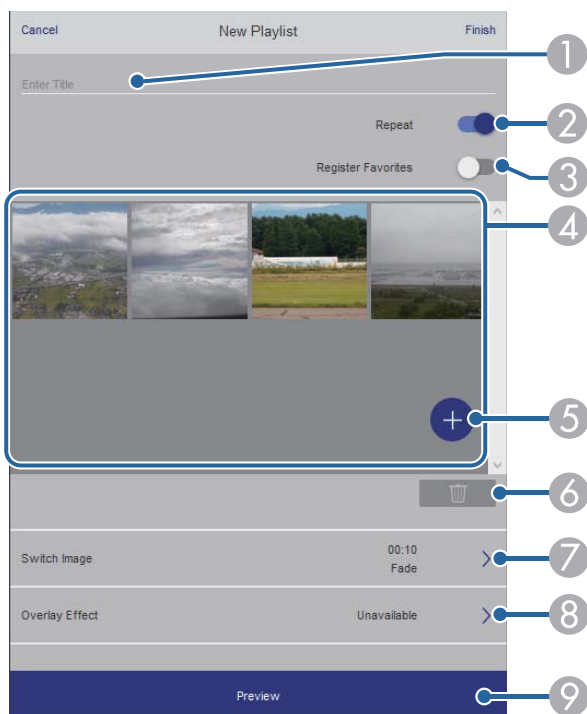 Cancel New Playlist Finish
1
Enter Title
Repeat
2
Register Favorites
3
4
5
6
Switch Image 00:10
Fade
7
Overlay Effect Unavailable
8
Preview
9